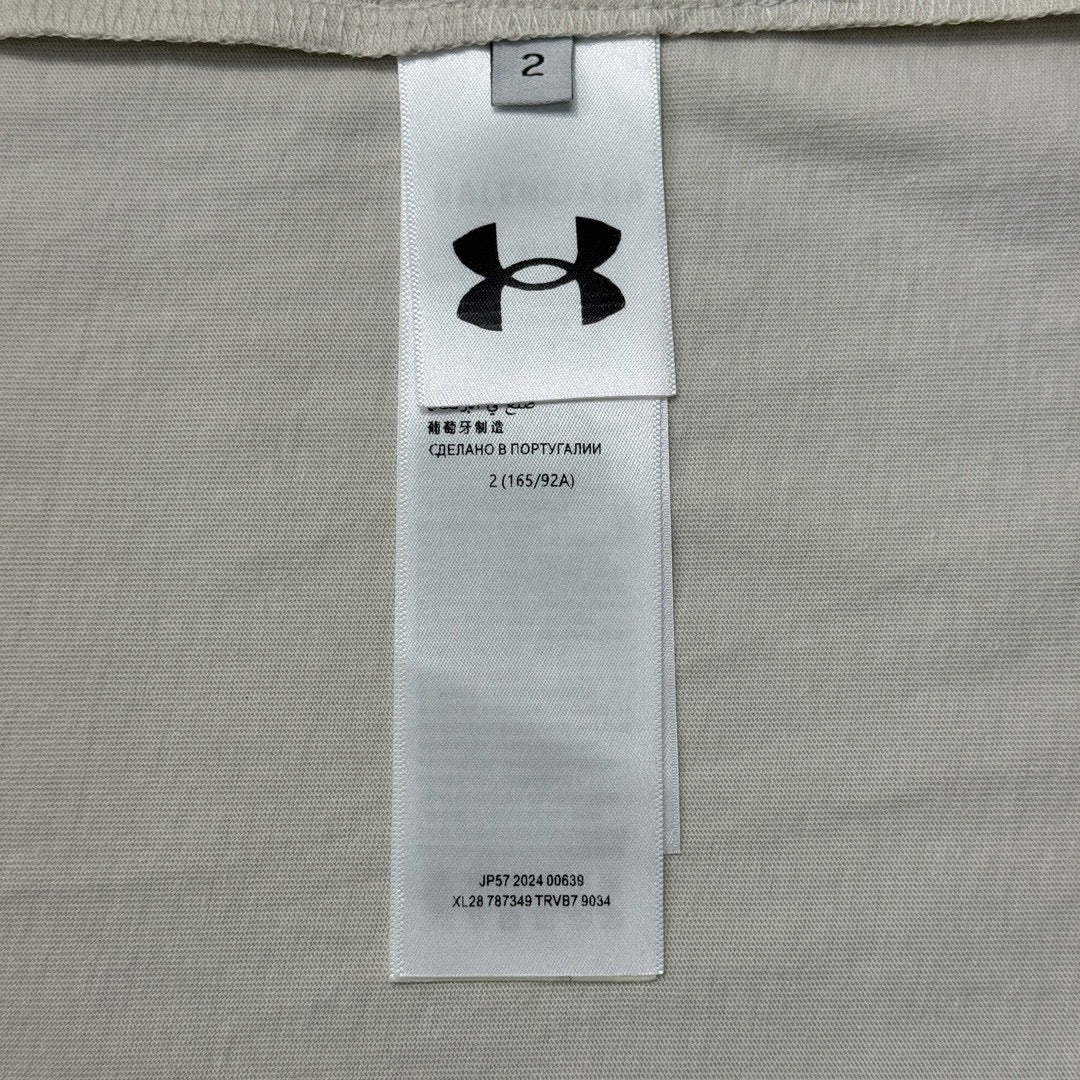 2
葡萄牙制造
СДЕЛАНО В ПОРТУГАЛИИ
2 (165/92A)
JP57 2024 00639
XL28 787349 TRVB7 9034